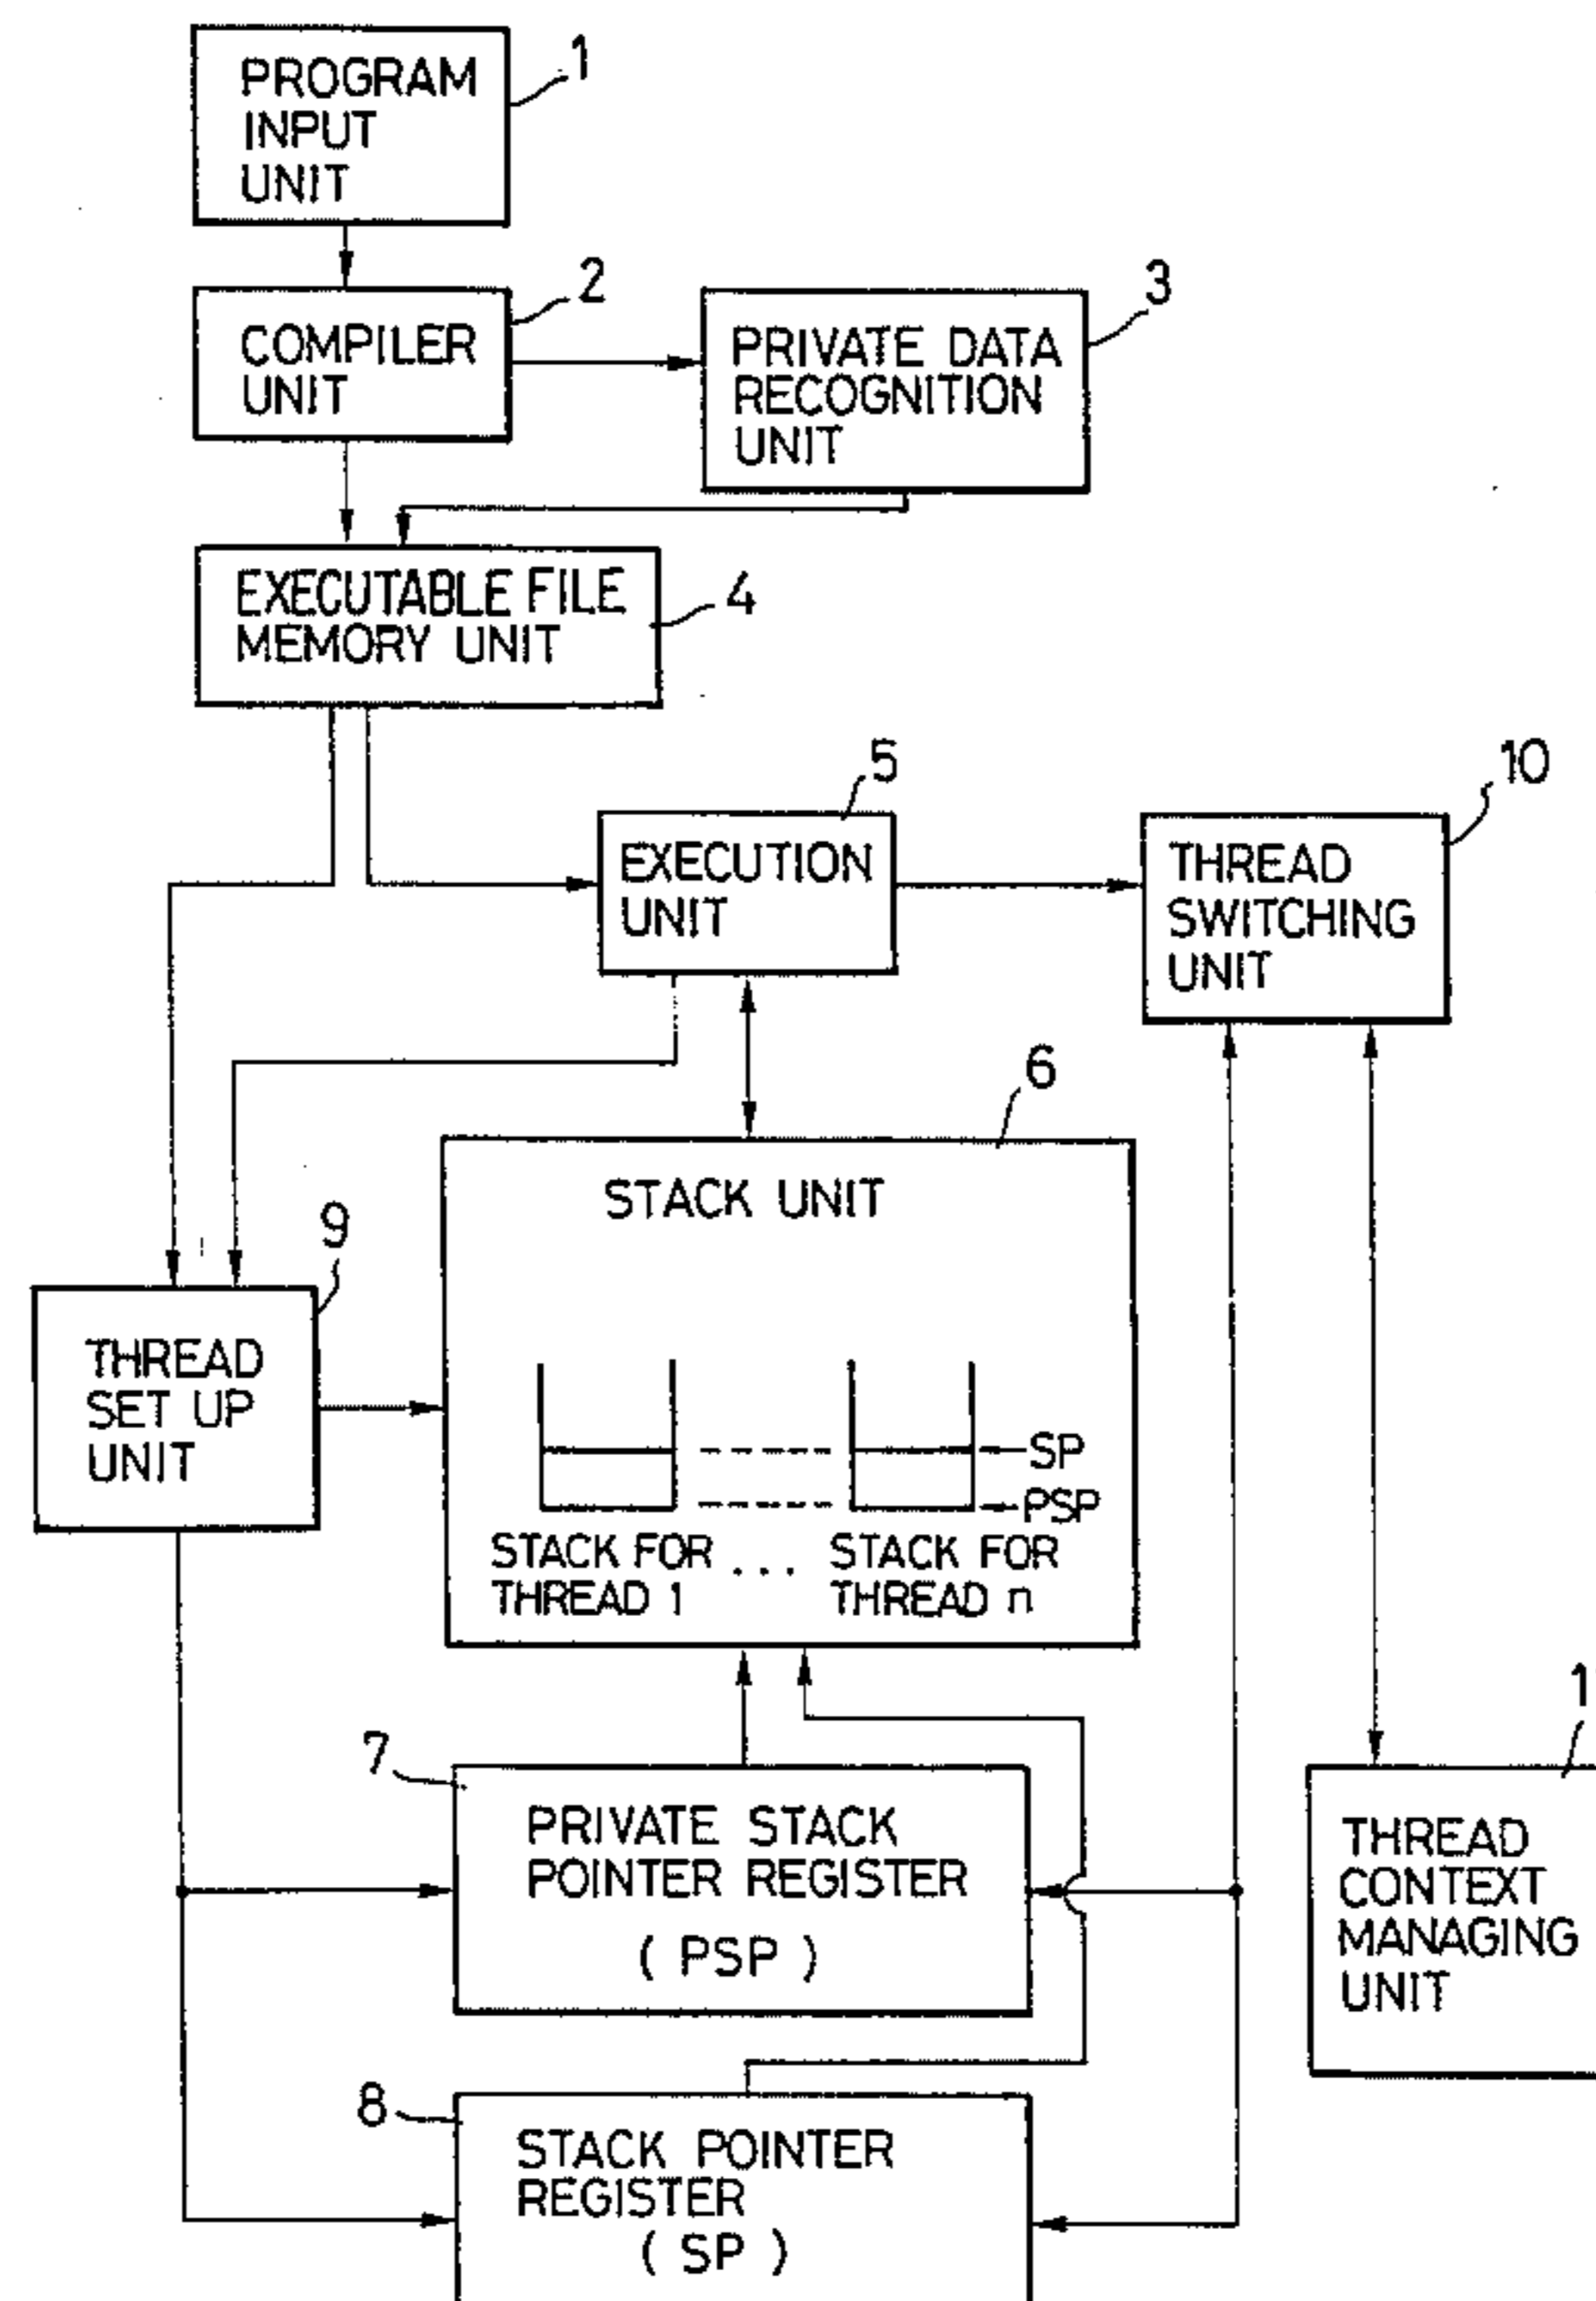 1
PROGRAM
INPUT
UNIT
2
COMPILER
UNIT
3
PRIVATE DATA
RECOGNITION
UNIT
4
EXECUTABLE FILE
MEMORY UNIT
5
EXECUTION
UNIT
10
THREAD
SWITCHING
UNIT
6
STACK UNIT
SP
PSP
STACK FOR
THREAD 1
...
STACK FOR
THREAD n
9
THREAD
SET UP
UNIT
7
PRIVATE STACK
POINTER REGISTER
( PSP )
1
THREAD
CONTEXT
MANAGING
UNIT
8
STACK POINTER
REGISTER
( SP )